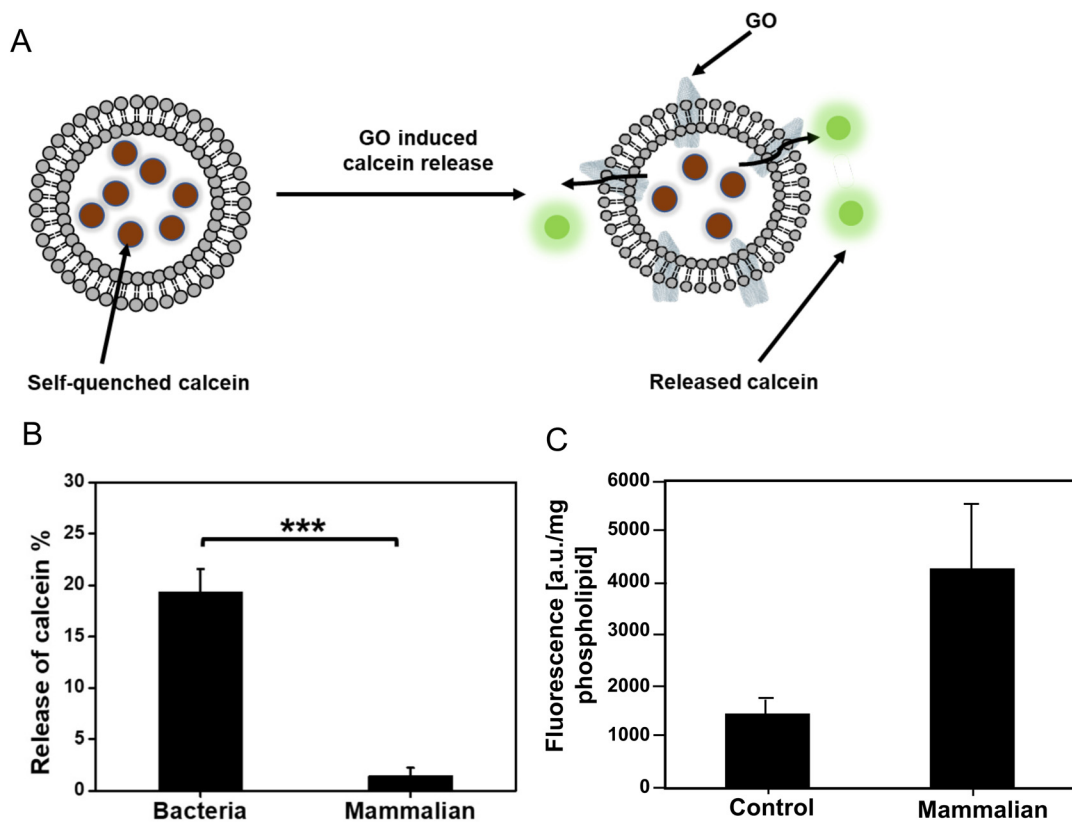 A
GO
GO induced
calcein release
Self-quenched calcein
Released calcein
B
30
25
20
15
10
5
0
Release of calcein %
***
Bacteria
Mammalian
C
6000
5000
4000
3000
2000
1000
0
Fluorescence [a.u./mg
phospholipid]
Control
Mammalian